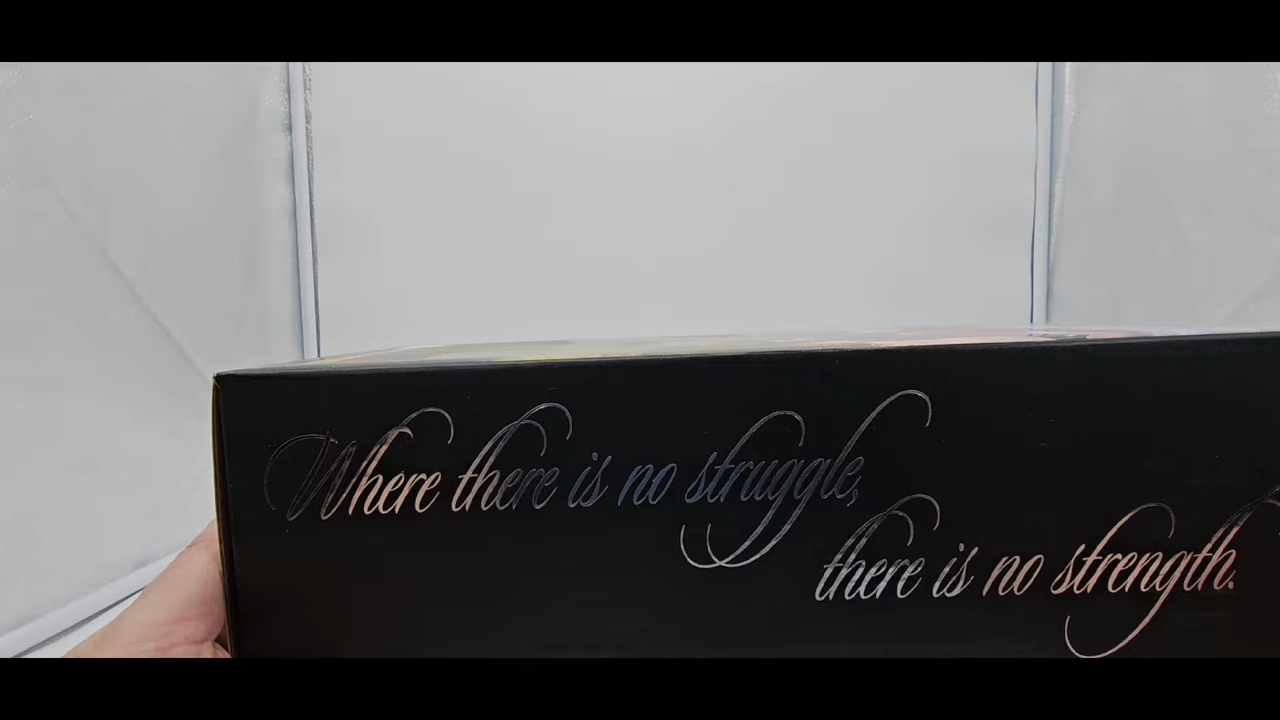 Where there is no struggle,
there is no strength.